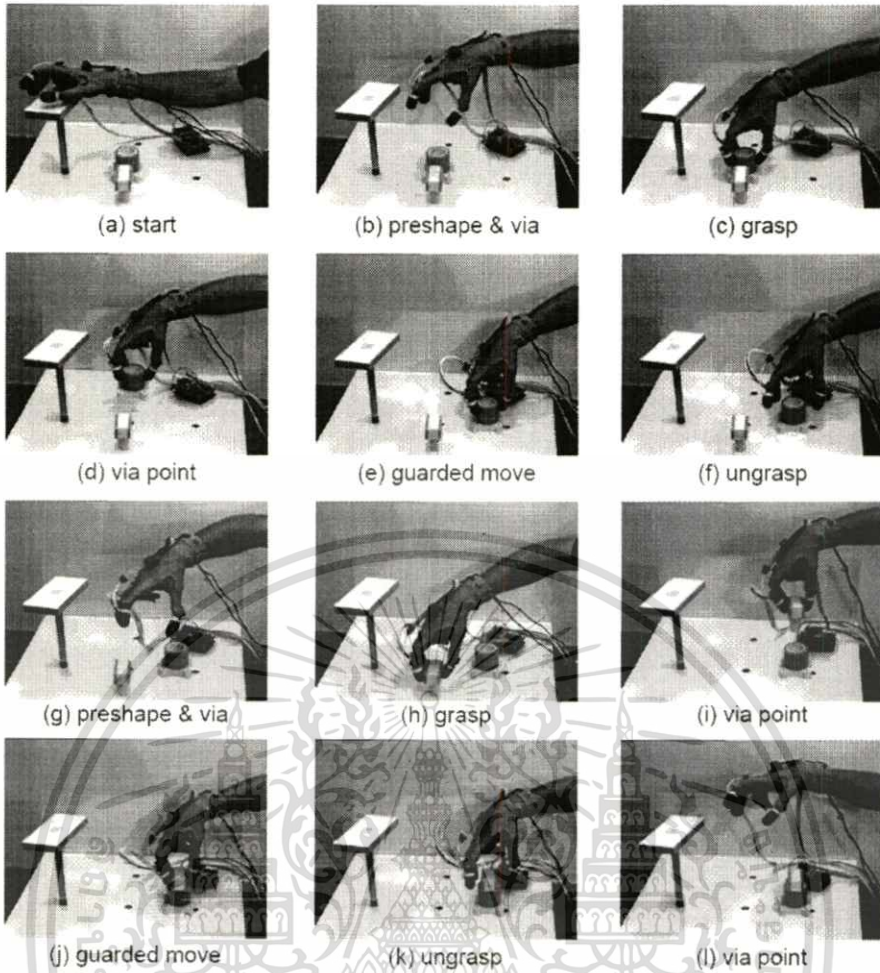 (a) start
(b) preshape & via
(c) grasp
(d) via point
(e) guarded move
(f) ungrasp
(g) preshape & via
(h) grasp
(i) via point
(j) guarded move
(k) ungrasp
(l) via point